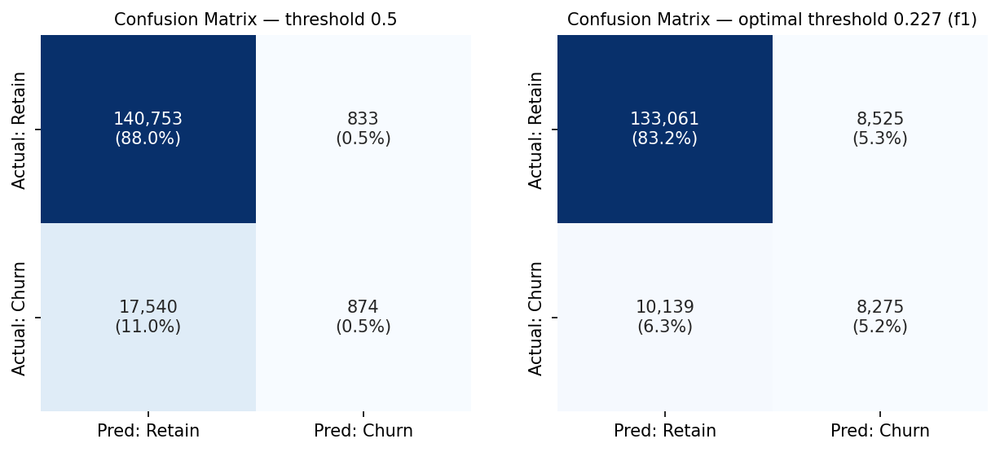 Confusion Matrix — threshold 0.5
Actual: Retain
140,753
(88.0%)
833
(0.5%)
Actual: Churn
17,540
(11.0%)
874
(0.5%)
Pred: Retain
Pred: Churn
Confusion Matrix — optimal threshold 0.227 (f1)
Actual: Retain
133,061
(83.2%)
8,525
(5.3%)
Actual: Churn
10,139
(6.3%)
8,275
(5.2%)
Pred: Retain
Pred: Churn